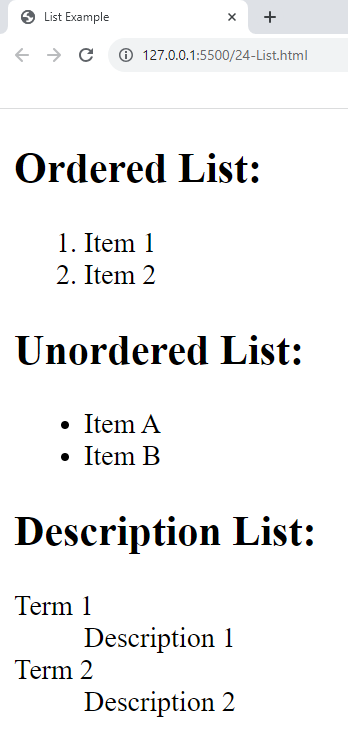 List Example
127.0.0.1:5500/24-List.html
Ordered List:
1. Item 1
2. Item 2
Unordered List:
• Item A
• Item B
Description List:
Term 1
Description 1
Term 2
Description 2